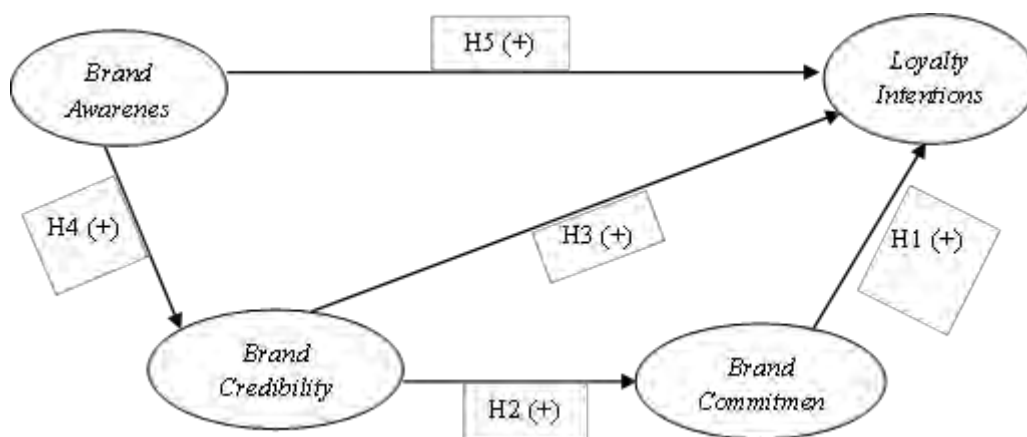 H5 (+)
Brand
Awarenes
Loyalty
Intentions
H4 (+)
H3 (+)
H1 (+)
Brand
Credibility
H2 (+)
Brand
Commitmen